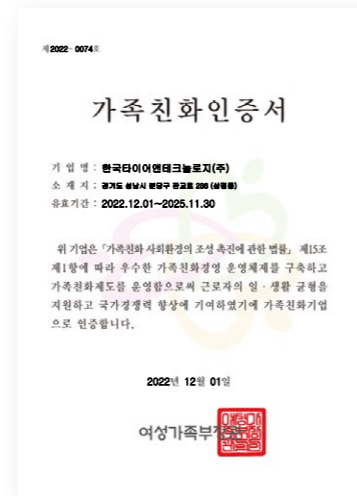 제2022- 0074호
가족친화인증서
기 업 명 : 한국타이어앤테크놀로지(주)
소 재 지 : 경기도 성남시 분당구 판교로 286 (삼평동)
유효기간 : 2022.12.01~2025.11.30
위 기업은 「가족친화 사회환경의 조성 촉진에 관한 법률」 제15조
제1항에 따라 우수한 가족친화경영 운영체제를 구축하고
가족친화제도를 운영함으로써 근로자의 일·생활 균형을
지원하고 국가경쟁력 향상에 기여하였기에 가족친화기업
으로 인증합니다.
2022년 12월 01일
여성가족부장관